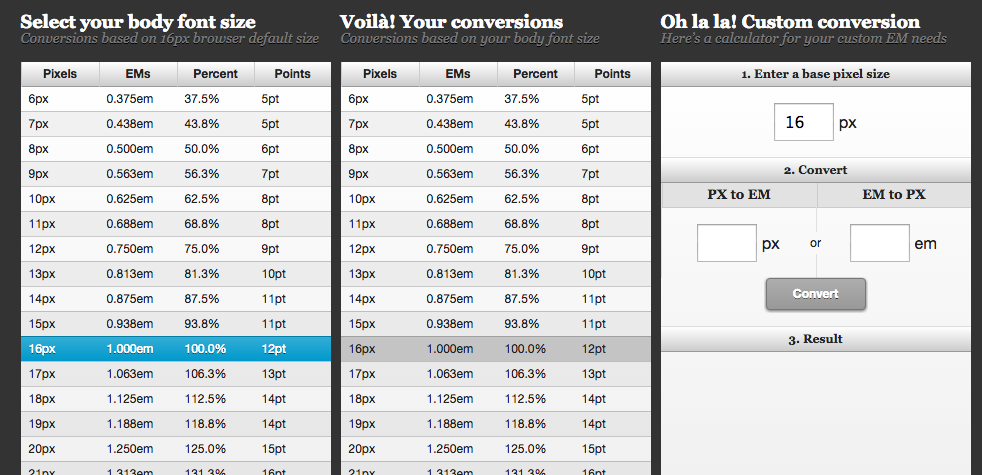 Select your body font size
Conversions based on 16px browser default size
Pixels EMs Percent Points
6px 0.375em 37.5% 5pt
7px 0.438em 43.8% 5pt
8px 0.500em 50.0% 6pt
9px 0.563em 56.3% 7pt
10px 0.625em 62.5% 8pt
11px 0.688em 68.8% 8pt
12px 0.750em 75.0% 9pt
13px 0.813em 81.3% 10pt
14px 0.875em 87.5% 11pt
15px 0.938em 93.8% 11pt
16px 1.000em 100.0% 12pt
17px 1.063em 106.3% 13pt
18px 1.125em 112.5% 14pt
19px 1.188em 118.8% 14pt
20px 1.250em 125.0% 15pt
21px 1.313em 131.3% 16pt
Voilà! Your conversions
Conversions based on your body font size
Pixels EMs Percent Points
6px 0.375em 37.5% 5pt
7px 0.438em 43.8% 5pt
8px 0.500em 50.0% 6pt
9px 0.563em 56.3% 7pt
10px 0.625em 62.5% 8pt
11px 0.688em 68.8% 8pt
12px 0.750em 75.0% 9pt
13px 0.813em 81.3% 10pt
14px 0.875em 87.5% 11pt
15px 0.938em 93.8% 11pt
16px 1.000em 100.0% 12pt
17px 1.063em 106.3% 13pt
18px 1.125em 112.5% 14pt
19px 1.188em 118.8% 14pt
20px 1.250em 125.0% 15pt
21px 1.313em 131.3% 16pt
Oh la la! Custom conversion
Here's a calculator for your custom EM needs
1. Enter a base pixel size
16 px
2. Convert
PX to EM EM to PX
px or em
Convert
3. Result